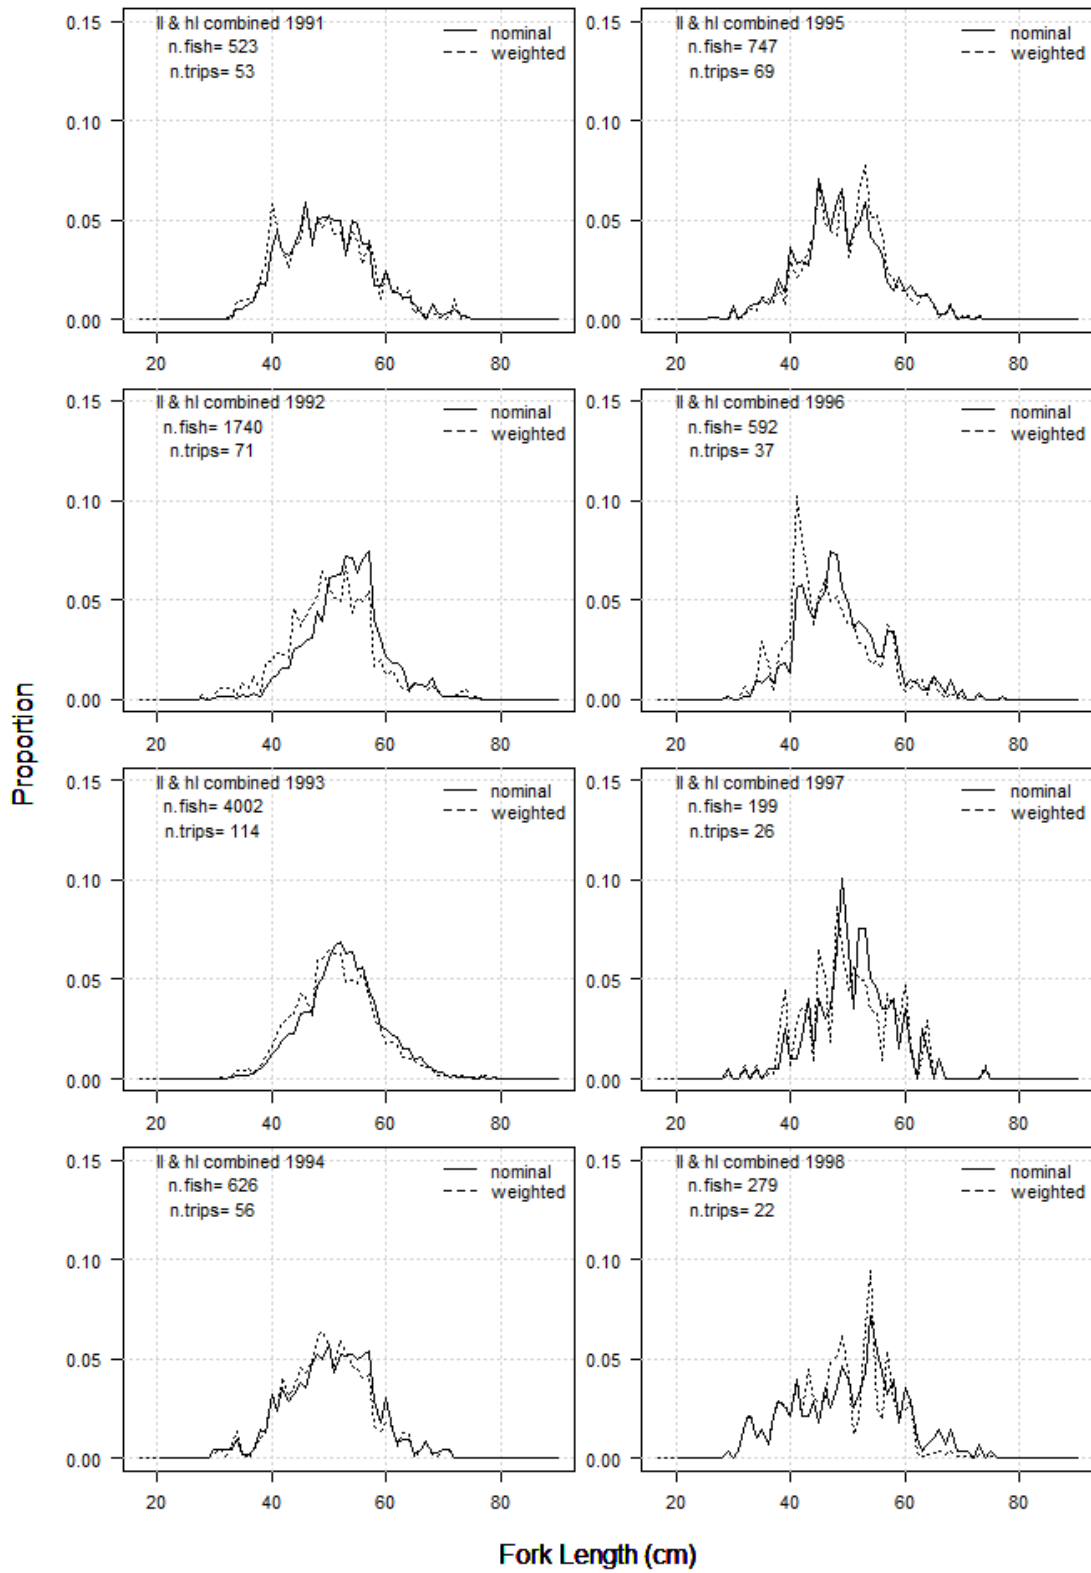 ll & hl combined 1991
n.fish= 523
n.trips= 53
nominal
weighted
0.15
0.10
0.05
0.00
20 40 60 80
ll & hl combined 1995
n.fish= 747
n.trips= 69
nominal
weighted
0.15
0.10
0.05
0.00
20 40 60 80
ll & hl combined 1992
n.fish= 1740
n.trips= 71
nominal
weighted
0.15
0.10
0.05
0.00
20 40 60 80
ll & hl combined 1996
n.fish= 592
n.trips= 37
nominal
weighted
0.15
0.10
0.05
0.00
20 40 60 80
ll & hl combined 1993
n.fish= 4002
n.trips= 114
nominal
weighted
0.15
0.10
0.05
0.00
20 40 60 80
ll & hl combined 1997
n.fish= 199
n.trips= 26
nominal
weighted
0.15
0.10
0.05
0.00
20 40 60 80
ll & hl combined 1994
n.fish= 626
n.trips= 56
nominal
weighted
0.15
0.10
0.05
0.00
20 40 60 80
ll & hl combined 1998
n.fish= 279
n.trips= 22
nominal
weighted
0.15
0.10
0.05
0.00
20 40 60 80
Proportion
Fork Length (cm)